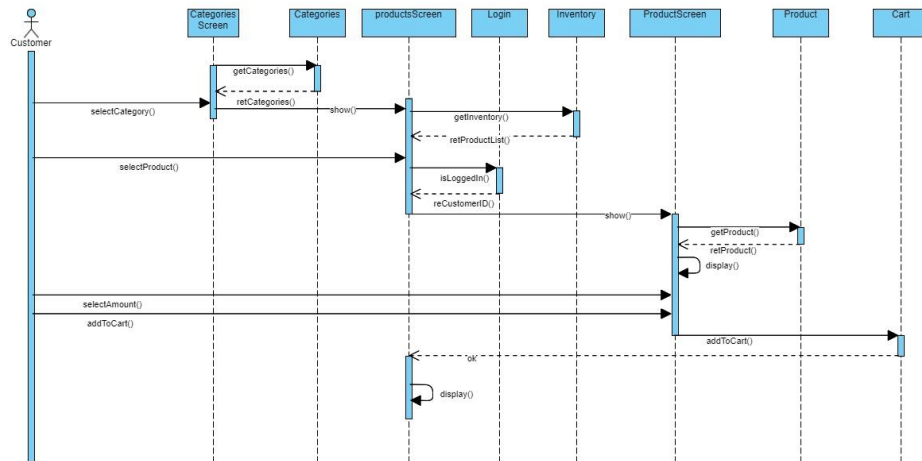 Categories
Screen
Categories
productsScreen
Login
Inventory
ProductScreen
Product
Cart
Customer
getCategories()
retCategories()
selectCategory()
show()
getInventory()
retProductList()
selectProduct()
isLoggedIn()
reCustomerID()
show()
getProduct()
retProduct()
display()
selectAmount()
addToCart()
addToCart()
ok
display()